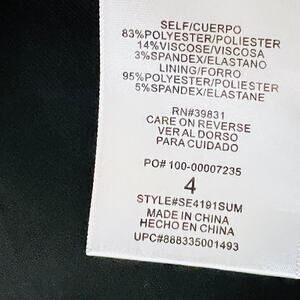 SELF/CUERPO
83%POLYESTER/POLIESTER
14%VISCOSE/VISCOSA
3%SPANDEX/ELASTANO
LINING/FORRO
95%POLYESTER/POLIESTER
5%SPANDEX/ELASTANE
RN#39831
CARE ON REVERSE
VER AL DORSO
PARA CUIDADO
PO# 100-00007235
4
STYLE#SE4191SUM
MADE IN CHINA
HECHO EN CHINA
UPC#888335001493